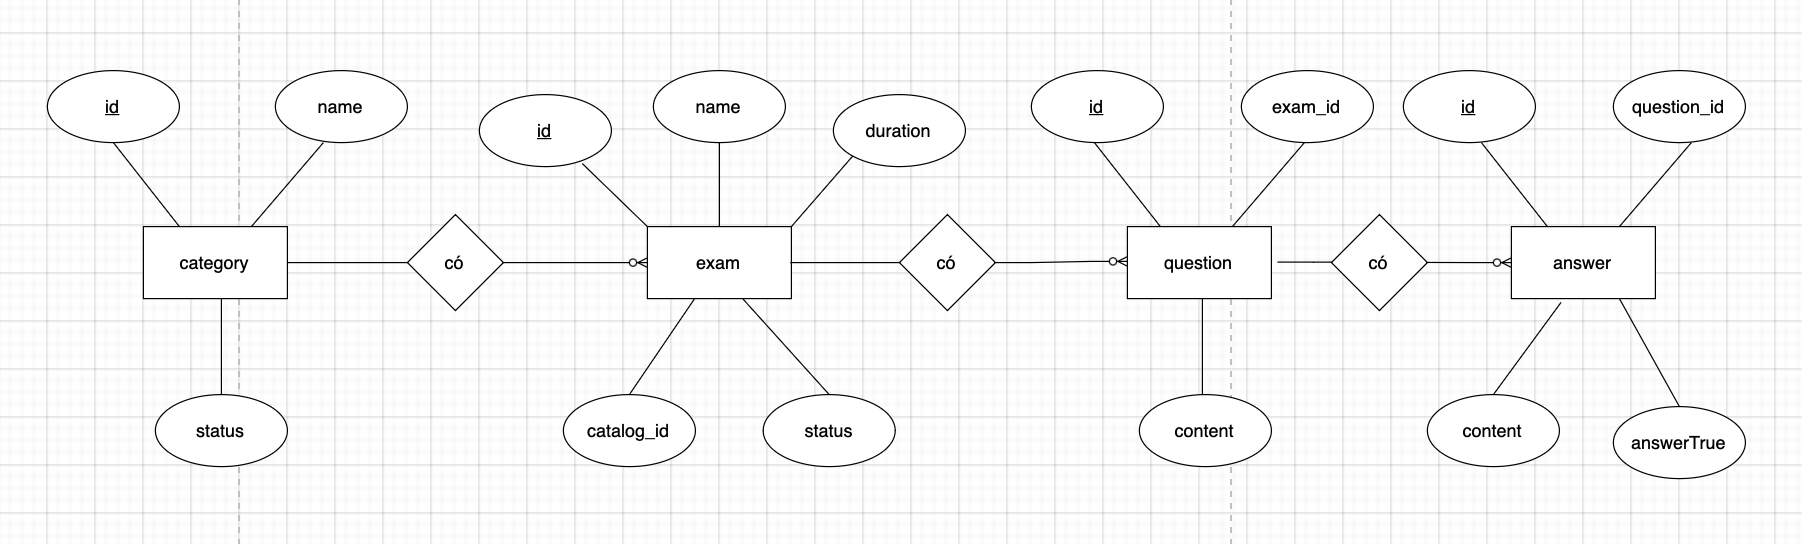 id
name
id
name
duration
id
exam_id
id
question_id
category
có
exam
có
question
có
answer
status
catalog_id
status
content
content
answerTrue